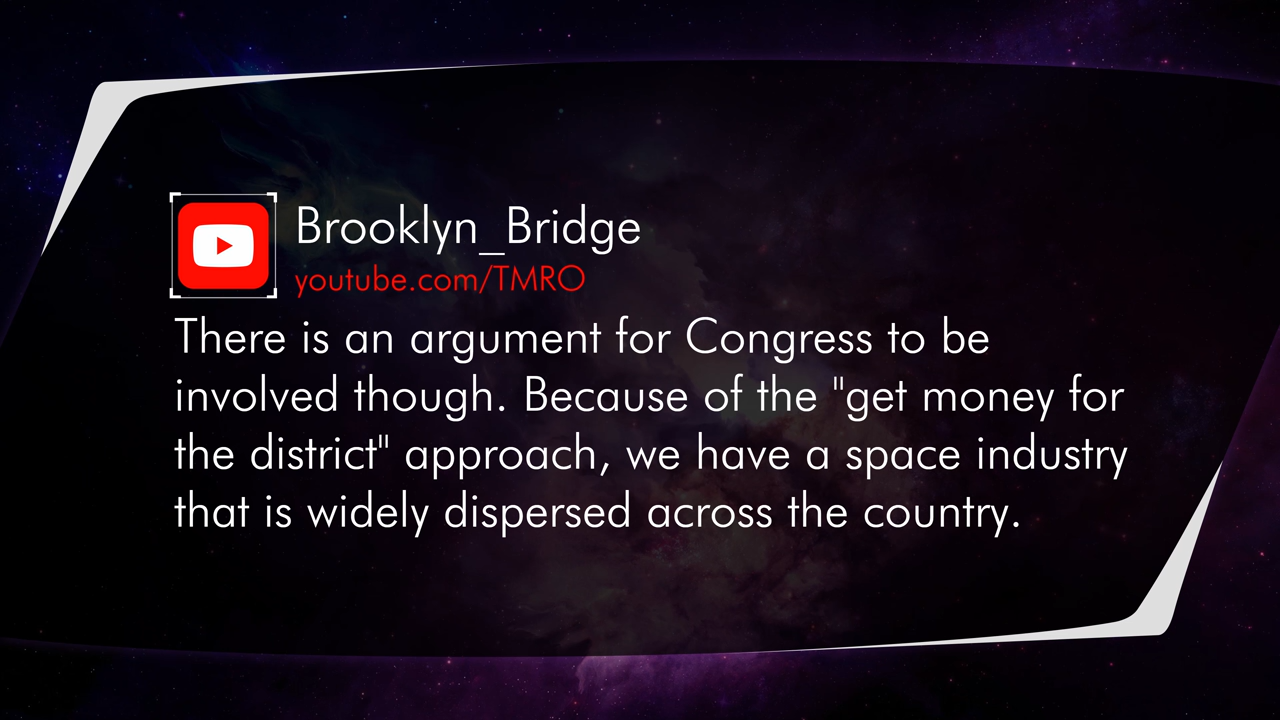 Brooklyn_Bridge
youtube.com/TMRO
There is an argument for Congress to be
involved though. Because of the "get money for
the district" approach, we have a space industry
that is widely dispersed across the country.